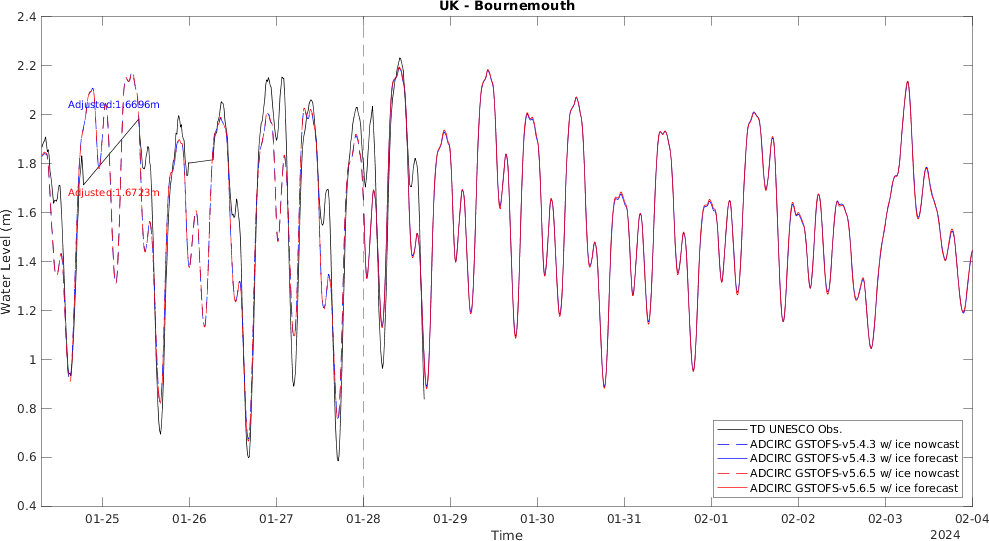 UK - Bournemouth
2.4
2.2
2
1.8
1.6
1.4
1.2
1
0.8
0.6
0.4
Water Level (m)
Adjusted:1.6696m
Adjusted:1.6723m
TD UNESCO Obs.
ADCIRC GSTOFS-v5.4.3 w/ ice nowcast
ADCIRC GSTOFS-v5.4.3 w/ ice forecast
ADCIRC GSTOFS-v5.6.5 w/ ice nowcast
ADCIRC GSTOFS-v5.6.5 w/ ice forecast
01-25 01-26 01-27 01-28 01-29 01-30 01-31 02-01 02-02 02-03 02-04
Time
2024